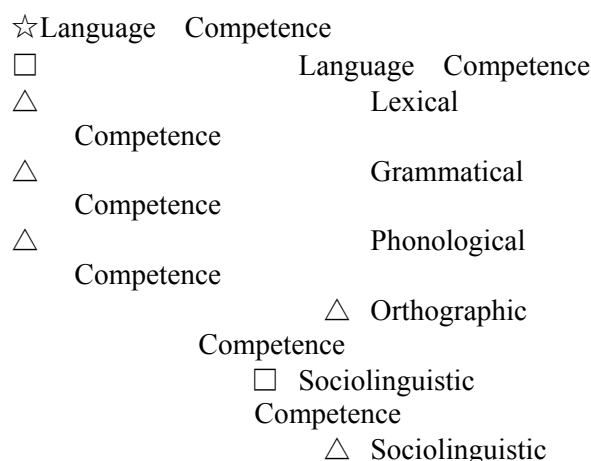 ☆Language Competence
□ Language Competence
△ Lexical
Competence
△ Grammatical
Competence
△ Phonological
Competence
△ Orthographic
Competence
□ Sociolinguistic
Competence
△ Sociolinguistic